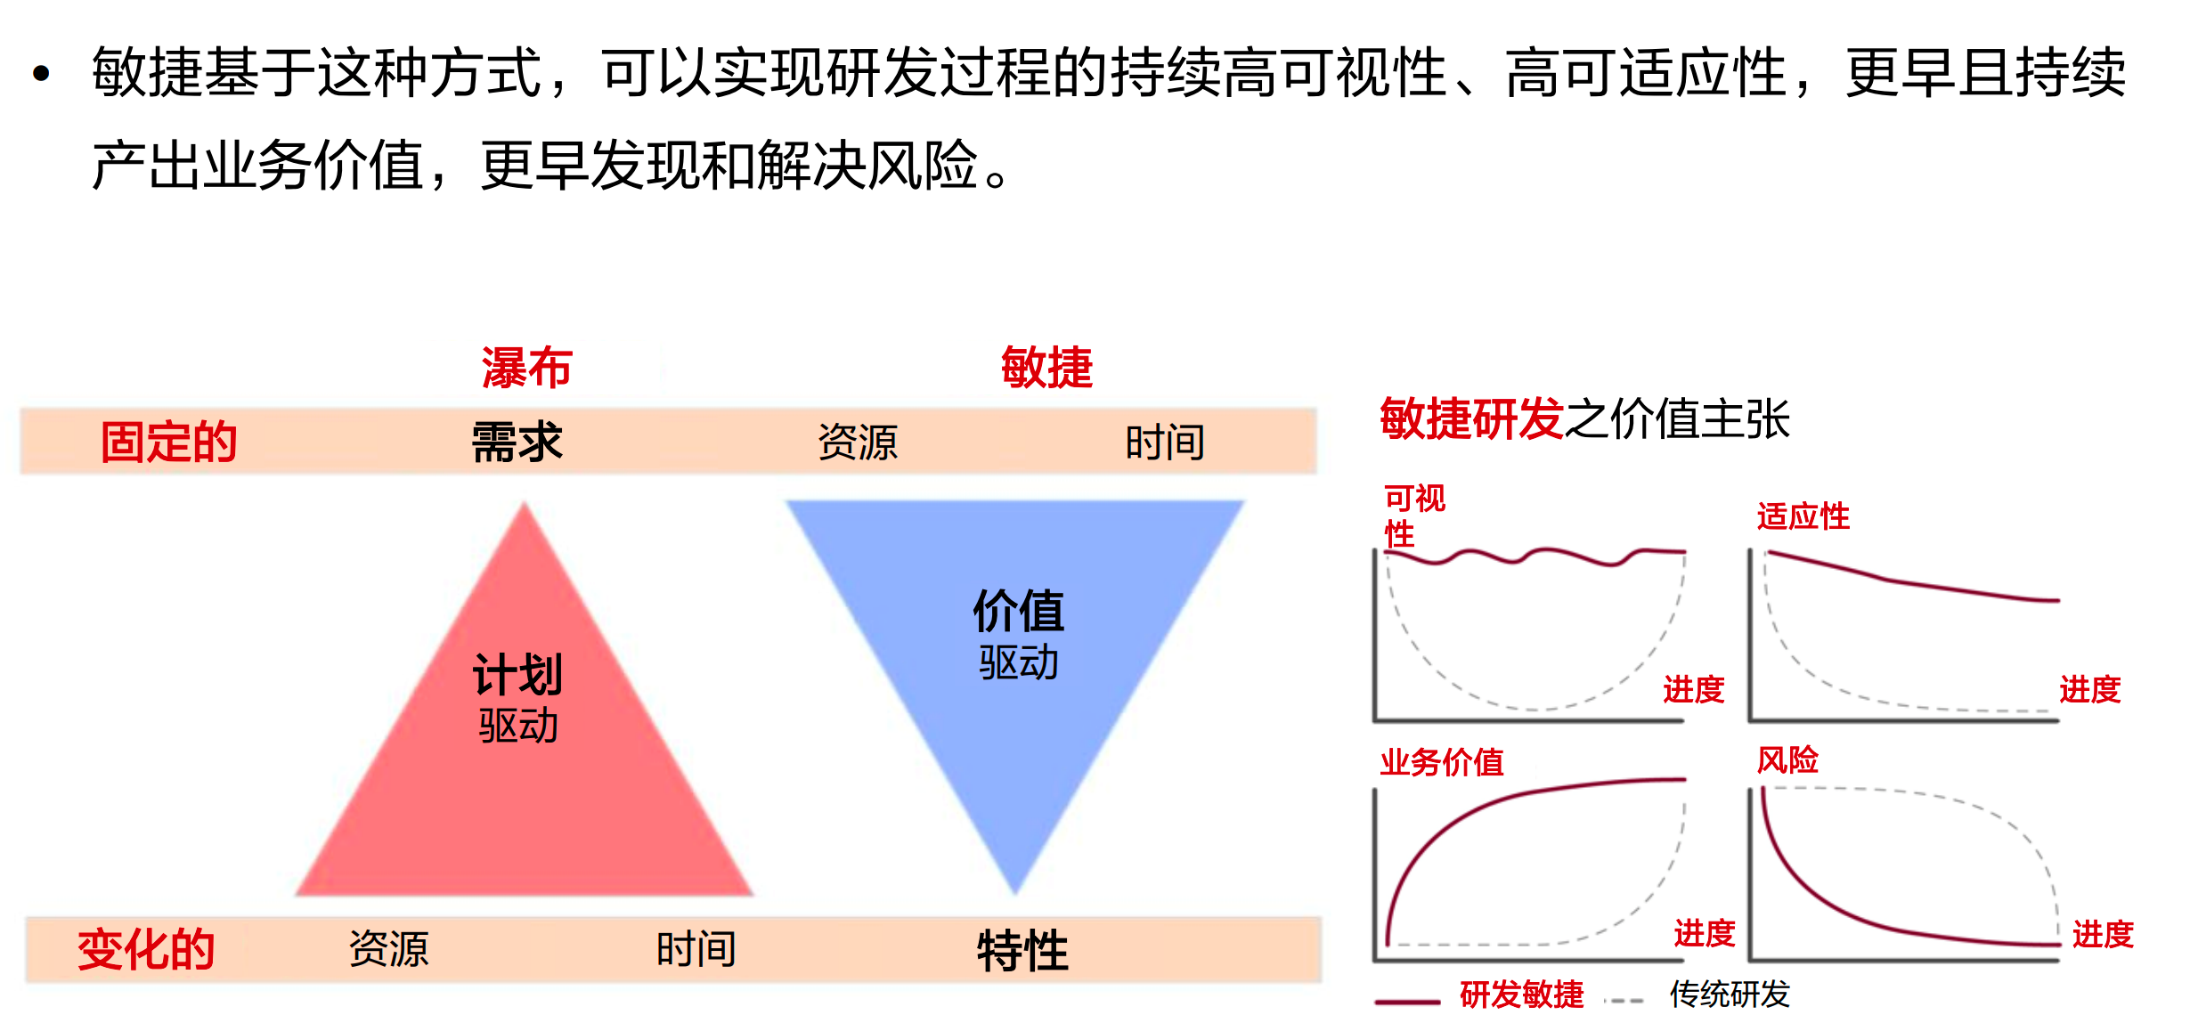 • 敏捷基于这种方式，可以实现研发过程的持续高可视性、高可适应性，更早且持续
产出业务价值，更早发现和解决风险。
瀑布 敏捷
固定的 需求 资源 时间
计划
驱动
价值
驱动
变化的 资源 时间 特性
敏捷研发之价值主张
可视
性
进度
适应性
进度
业务价值
进度
风险
进度
研发敏捷 传统研发